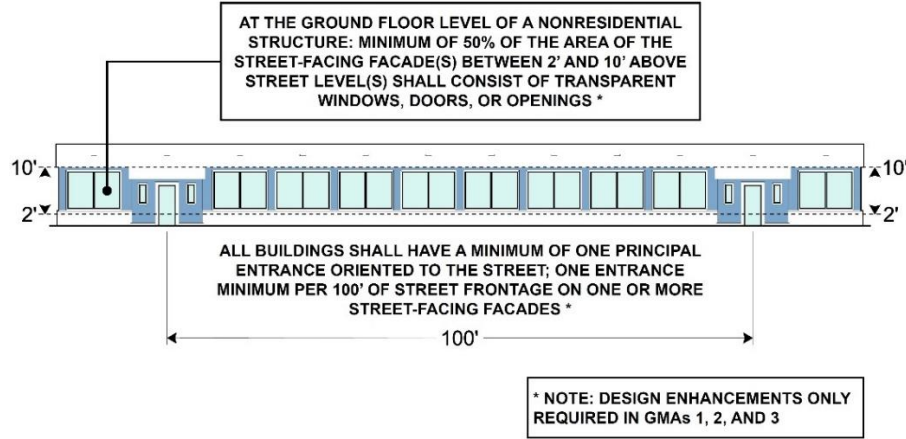 AT THE GROUND FLOOR LEVEL OF A NONRESIDENTIAL
STRUCTURE: MINIMUM OF 50% OF THE AREA OF THE
STREET-FACING FACADE(S) BETWEEN 2' AND 10' ABOVE
STREET LEVEL(S) SHALL CONSIST OF TRANSPARENT
WINDOWS, DOORS, OR OPENINGS *
10'
10'
2'
2'
ALL BUILDINGS SHALL HAVE A MINIMUM OF ONE PRINCIPAL
ENTRANCE ORIENTED TO THE STREET; ONE ENTRANCE
MINIMUM PER 100' OF STREET FRONTAGE ON ONE OR MORE
STREET-FACING FACADES *
100'
* NOTE: DESIGN ENHANCEMENTS ONLY
REQUIRED IN GMAs 1, 2, AND 3